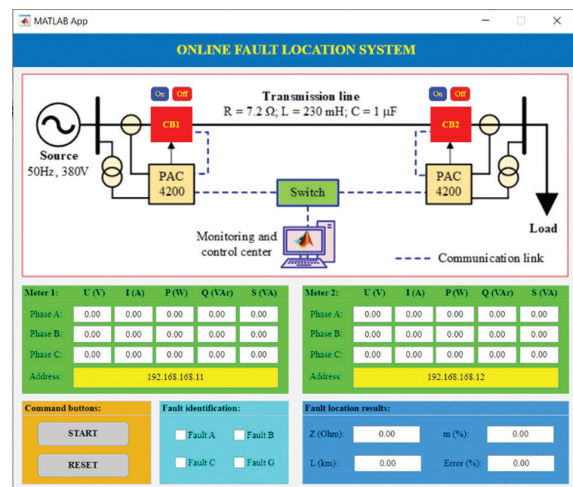 MATLAB App
ONLINE FAULT LOCATION SYSTEM
On Off
Transmission line
On Off
R = 7.2 Ω; L = 230 mH; C = 1 μF
CB1
CB2
Source
50Hz, 380V
PAC
4200
Switch
PAC
4200
Load
Monitoring and
control center
Communication link
Meter 1: U (V) I (A) P (W) Q (VAr) S (VA)
Phase A: 0.00 0.00 0.00 0.00 0.00
Phase B: 0.00 0.00 0.00 0.00 0.00
Phase C: 0.00 0.00 0.00 0.00 0.00
Address: 192.168.168.11
Meter 2: U (V) I (A) P (W) Q (VAr) S (VA)
Phase A: 0.00 0.00 0.00 0.00 0.00
Phase B: 0.00 0.00 0.00 0.00 0.00
Phase C: 0.00 0.00 0.00 0.00 0.00
Address: 192.168.168.12
Command buttons:
START
RESET
Fault identification:
Fault A Fault B
Fault C Fault G
Fault location results:
Z (Ohm): 0.00 m (%): 0.00
L (km): 0.00 Error (%): 0.00